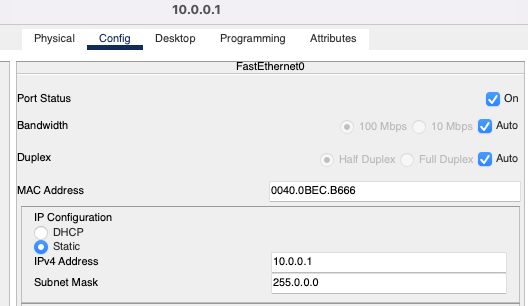 10.0.0.1
Physical Config Desktop Programming Attributes
FastEthernet0
Port Status On
Bandwidth 100 Mbps 10 Mbps Auto
Duplex Half Duplex Full Duplex Auto
MAC Address 0040.0BEC.B666
IP Configuration
DHCP
Static
IPv4 Address 10.0.0.1
Subnet Mask 255.0.0.0